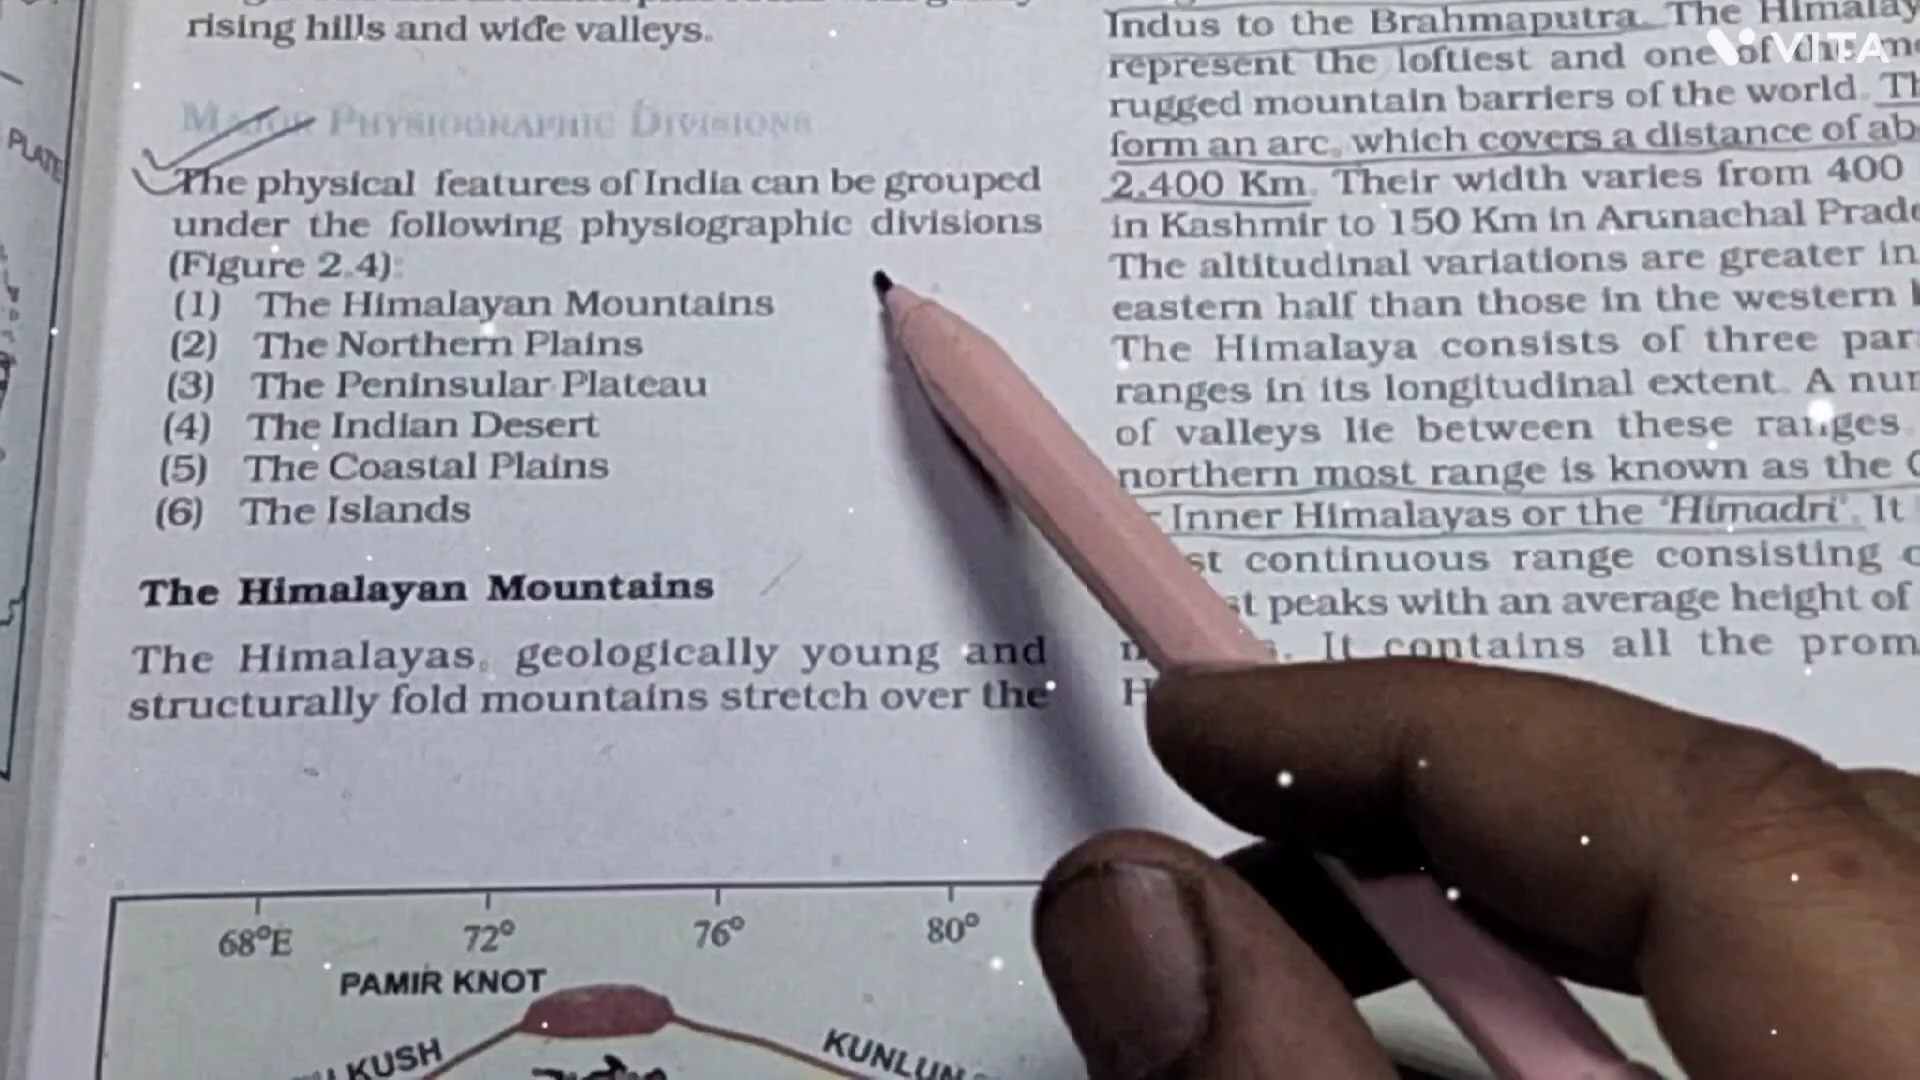 rising hills and wide valleys.
MAJOR PHYSIOGRAPHIC DIVISIONS
The physical features of India can be grouped
under the following physiographic divisions
(Figure 2.4):
(1) The Himalayan Mountains
(2) The Northern Plains
(3) The Peninsular Plateau
(4) The Indian Desert
(5) The Coastal Plains
(6) The Islands
The Himalayan Mountains
The Himalayas, geologically young and
structurally fold mountains stretch over the
Indus to the Brahmaputra. The Himalay
represent the loftiest and one of the
rugged mountain barriers of the world.
form an arc, which covers a distance of ab
2,400 Km. Their width varies from 400
in Kashmir to 150 Km in Arunachal Prade
The altitudinal variations are greater in
eastern half than those in the western
The Himalaya consists of three par
ranges in its longitudinal extent. A
of valleys lie between these ranges
northern most range is known as the
Inner Himalayas or the 'Himadri'. It
st continuous range consisting
st peaks with an average height of
It contains all the prom
PLATE
68°E 72° 76° 80°
PAMIR KNOT
KUSH
KUNLUN
VITA